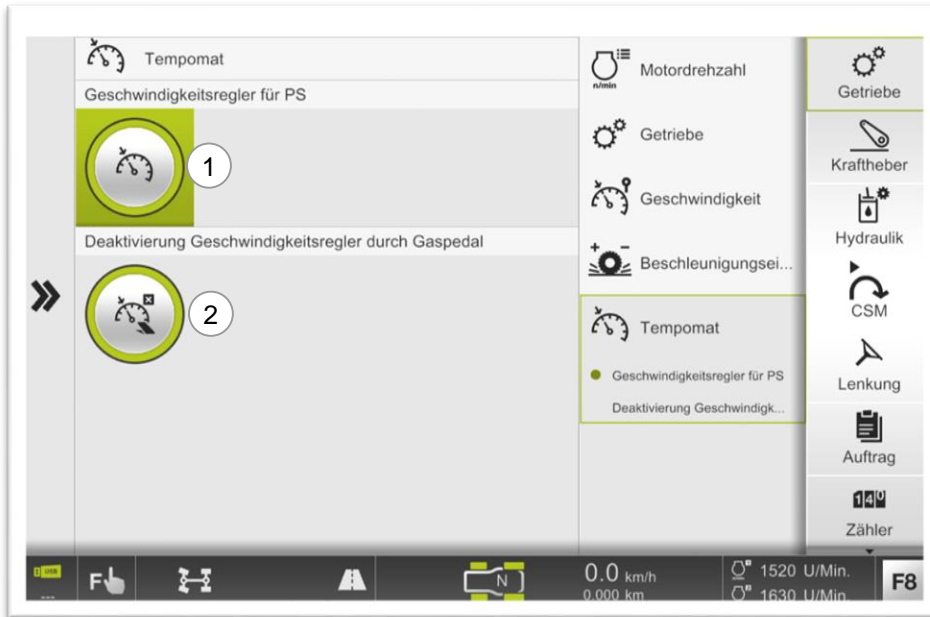 Tempomat
Geschwindigkeitsregler für PS
1
Deaktivierung Geschwindigkeitsregler durch Gaspedal
2
n/min
Motordrehzahl
Getriebe
Geschwindigkeit
Beschleunigungsei...
Tempomat
Geschwindigkeitsregler für PS
Deaktivierung Geschwindigk...
Getriebe
Kraftheber
Hydraulik
CSM
Lenkung
Auftrag
140
Zähler
USB
---
F
N
0.0 km/h
0.000 km
1520 U/Min.
1630 U/Min.
F8